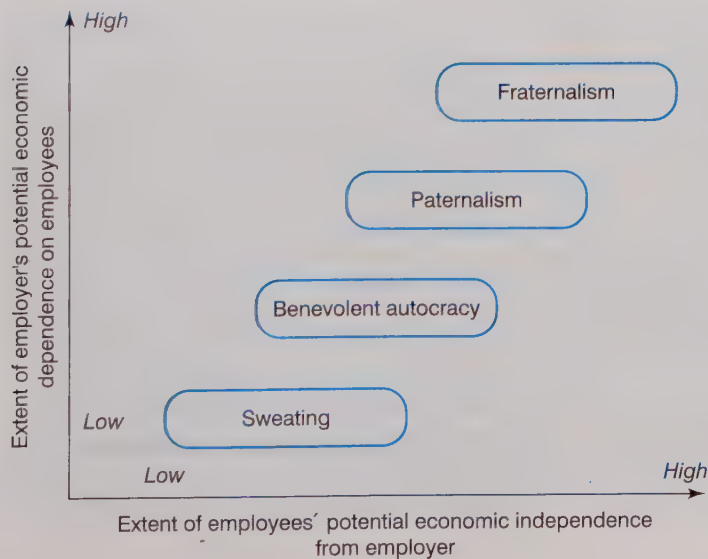 High
Fraternalism
Paternalism
Benevolent autocracy
Sweating
Low
Low
High
Extent of employer's potential economic
dependence on employees
Extent of employees' potential economic independence
from employer